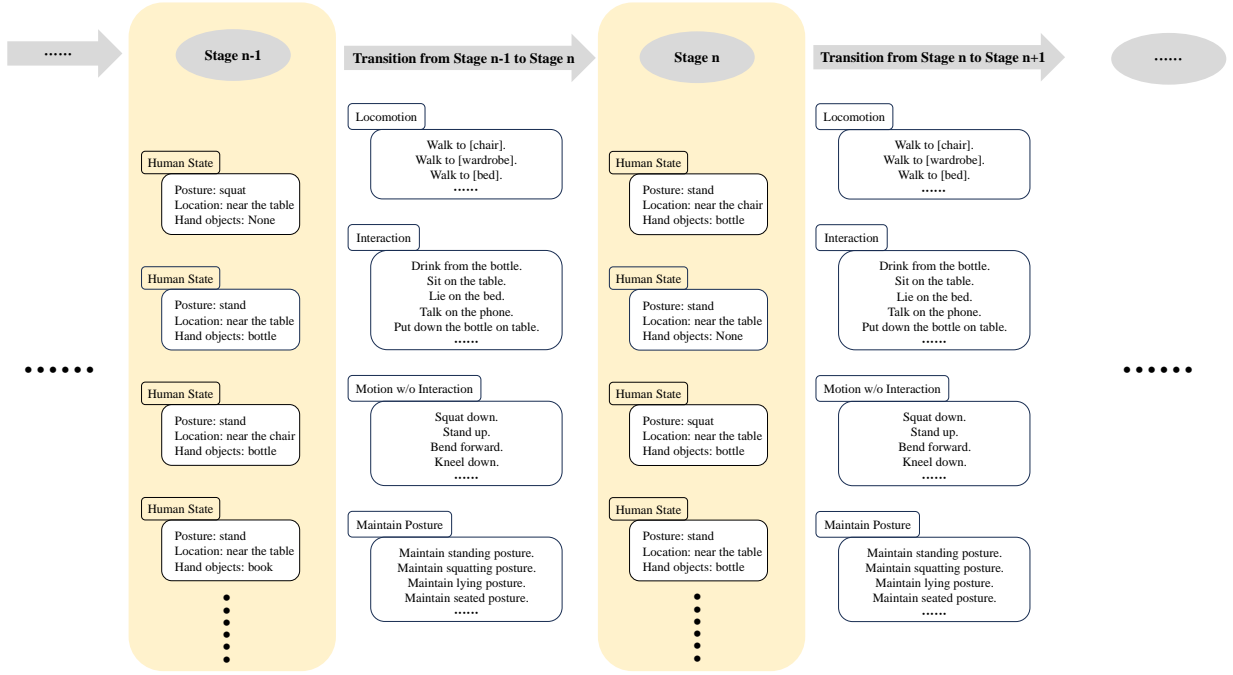 ......
Stage n-1
Transition from Stage n-1 to Stage n
Stage n
Transition from Stage n to Stage n+1
......
Human State
Posture: squat
Location: near the table
Hand objects: None
Human State
Posture: stand
Location: near the table
Hand objects: bottle
Human State
Posture: stand
Location: near the chair
Hand objects: bottle
Human State
Posture: stand
Location: near the table
Hand objects: book
Locomotion
Walk to [chair].
Walk to [wardrobe].
Walk to [bed].
......
Interaction
Drink from the bottle.
Sit on the table.
Lie on the bed.
Talk on the phone.
Put down the bottle on table.
......
Motion w/o Interaction
Squat down.
Stand up.
Bend forward.
Kneel down.
......
Maintain Posture
Maintain standing posture.
Maintain squatting posture.
Maintain lying posture.
Maintain seated posture.
......
Human State
Posture: stand
Location: near the chair
Hand objects: bottle
Human State
Posture: stand
Location: near the table
Hand objects: None
Human State
Posture: squat
Location: near the table
Hand objects: bottle
Human State
Posture: stand
Location: near the table
Hand objects: bottle
Locomotion
Walk to [chair].
Walk to [wardrobe].
Walk to [bed].
......
Interaction
Drink from the bottle.
Sit on the table.
Lie on the bed.
Talk on the phone.
Put down the bottle on table.
......
Motion w/o Interaction
Squat down.
Stand up.
Bend forward.
Kneel down.
......
Maintain Posture
Maintain standing posture.
Maintain squatting posture.
Maintain lying posture.
Maintain seated posture.
......